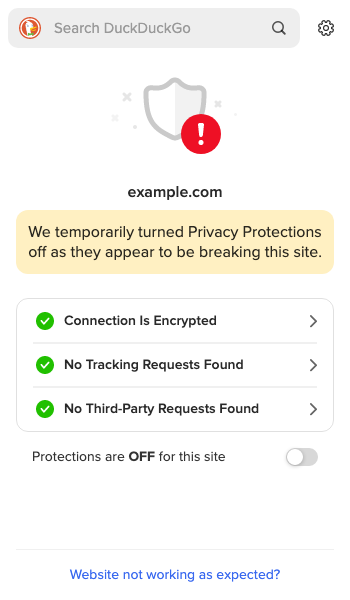 Search DuckDuckGo
example.com
We temporarily turned Privacy Protections
off as they appear to be breaking this site.
Connection Is Encrypted
No Tracking Requests Found
No Third-Party Requests Found
Protections are OFF for this site
Website not working as expected?